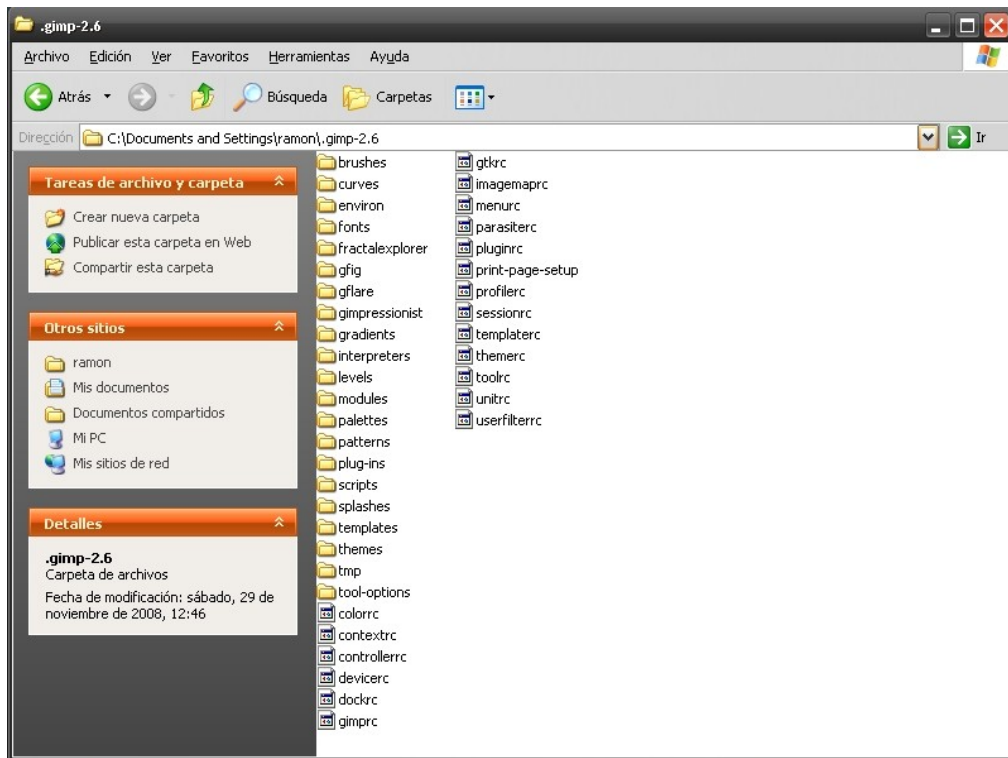 .gimp-2.6
Archivo Edición Ver Favoritos Herramientas Ayuda
Atrás Búsqueda Carpetas
Dirección C:\Documents and Settings\ramon\.gimp-2.6 Ir
Tareas de archivo y carpeta
Crear nueva carpeta
Publicar esta carpeta en Web
Compartir esta carpeta
Otros sitios
ramon
Mis documentos
Documentos compartidos
Mi PC
Mis sitios de red
Detalles
.gimp-2.6
Carpeta de archivos
Fecha de modificación: sábado, 29 de
noviembre de 2008, 12:46
brushes
curves
environ
fonts
fractalexplorer
gfig
gflare
gimpressionist
gradients
interpreters
levels
modules
palettes
patterns
plug-ins
scripts
splashes
templates
themes
tmp
tool-options
colorrc
contextrc
controllerrc
devicerc
dockrc
gimprc
gtkrc
imagemaprc
menurc
parasiterc
pluginrc
print-page-setup
profilerc
sessionrc
templaterc
themerc
toolrc
unitrc
userfilterrc